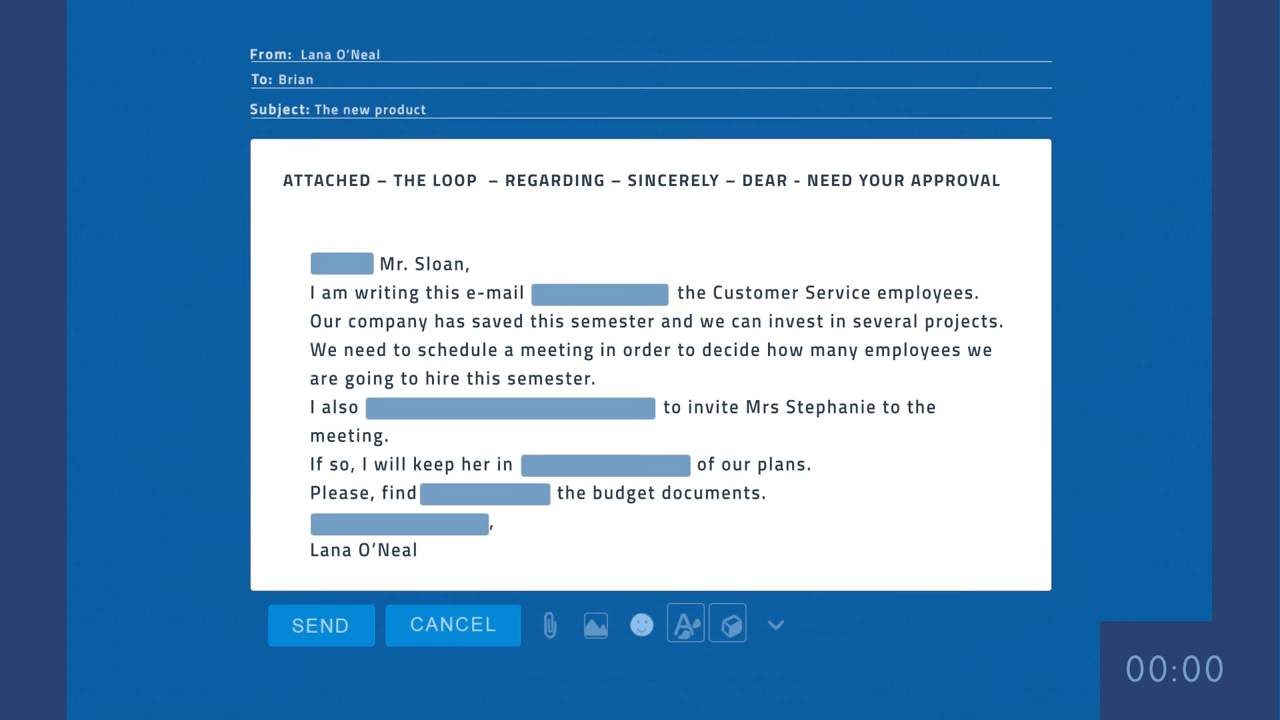 From: Lana O’Neal
To: Brian
Subject: The new product
ATTACHED – THE LOOP – REGARDING – SINCERELY – DEAR - NEED YOUR APPROVAL
Mr. Sloan,
I am writing this e-mail the Customer Service employees.
Our company has saved this semester and we can invest in several projects.
We need to schedule a meeting in order to decide how many employees we
are going to hire this semester.
I also to invite Mrs Stephanie to the
meeting.
If so, I will keep her in of our plans.
Please, find the budget documents.
,
Lana O’Neal
SEND CANCEL
00:00